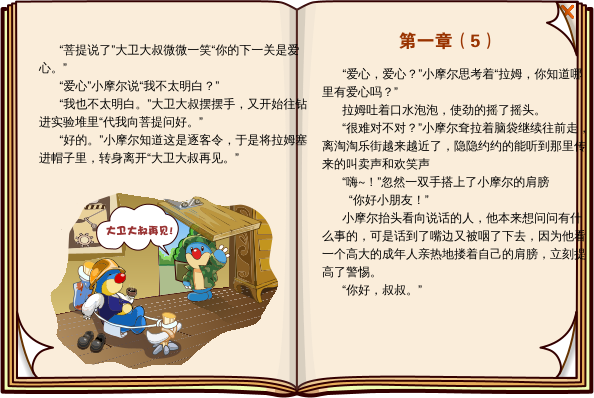 “菩提说了”大卫大叔微微一笑“你的下一关是爱
心。”
“爱心”小摩尔说“我不太明白？”
“我也不太明白。”大卫大叔摆摆手，又开始往钻
进实验堆里“代我向菩提问好。”
“好的。”小摩尔知道这是逐客令，于是将拉姆塞
进帽子里，转身离开“大卫大叔再见。”
大卫大叔再见！
第一章（5）
“爱心，爱心？”小摩尔思考着“拉姆，你知道哪
里有爱心吗？”
拉姆吐着口水泡泡，使劲的摇了摇头。
“很难对不对？”小摩尔耷拉着脑袋继续往前走，
离淘淘乐街越来越近了，隐隐约约的能听到那里传
来的叫卖声和欢笑声
“嗨~！”忽然一双手搭上了小摩尔的肩膀
“你好小朋友！”
小摩尔抬头看向说话的人，他本来想问问有什
么事的，可是话到了嘴边又被咽了下去，因为他看
一个高大的成年人亲热地搂着自己的肩膀，立刻提
高了警惕。
“你好，叔叔。”